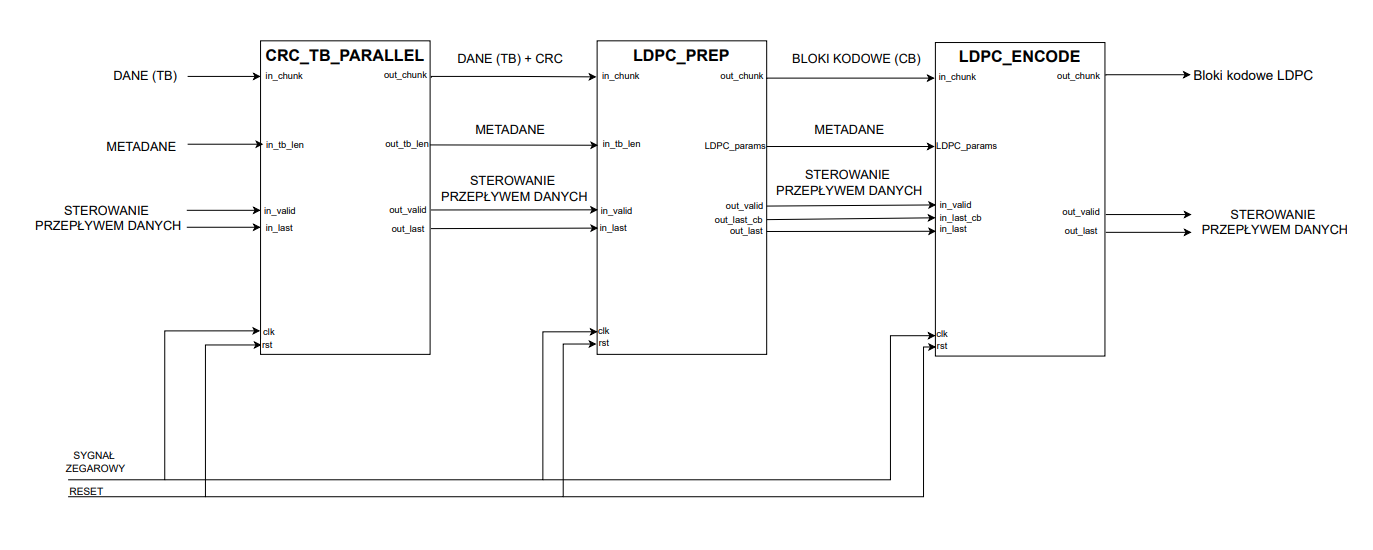 CRC_TB_PARALLEL
LDPC_PREP
LDPC_ENCODE
DANE (TB)
in_chunk
out_chunk
DANE (TB) + CRC
in_chunk
out_chunk
BLOKI KODOWE (CB)
in_chunk
out_chunk
Bloki kodowe LDPC
METADANE
in_tb_len
out_tb_len
METADANE
in_tb_len
LDPC_params
METADANE
LDPC_params
STEROWANIE
PRZEPŁYWEM DANYCH
in_valid
in_last
out_valid
out_last
STEROWANIE
PRZEPŁYWEM DANYCH
in_valid
in_last
out_valid
out_last_cb
out_last
STEROWANIE
PRZEPŁYWEM DANYCH
in_valid
in_last_cb
in_last
out_valid
out_last
STEROWANIE
PRZEPŁYWEM DANYCH
clk
rst
clk
rst
clk
rst
SYGNAŁ
ZEGAROWY
RESET